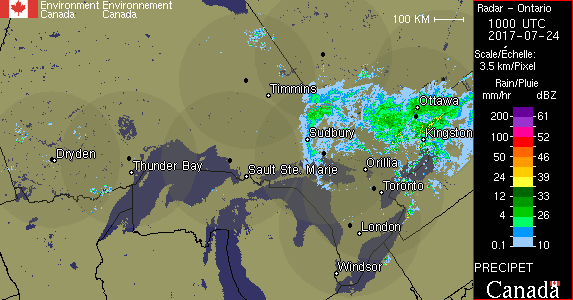 Environment Environnement
Canada Canada
100 KM
Timmins
Ottawa
Sudbury
Kingston
Dryden
Thunder Bay
Sault Ste. Marie
Orillia
Toronto
London
Windsor
Radar - Ontario
1000 UTC
2017-07-24
Scale/Échelle:
3.5 km/Pixel
Rain/Pluie
mm/hr dBZ
200 61
100 52
50 46
24 39
12 33
4 26
0.1 10
PRECIPET
Canada